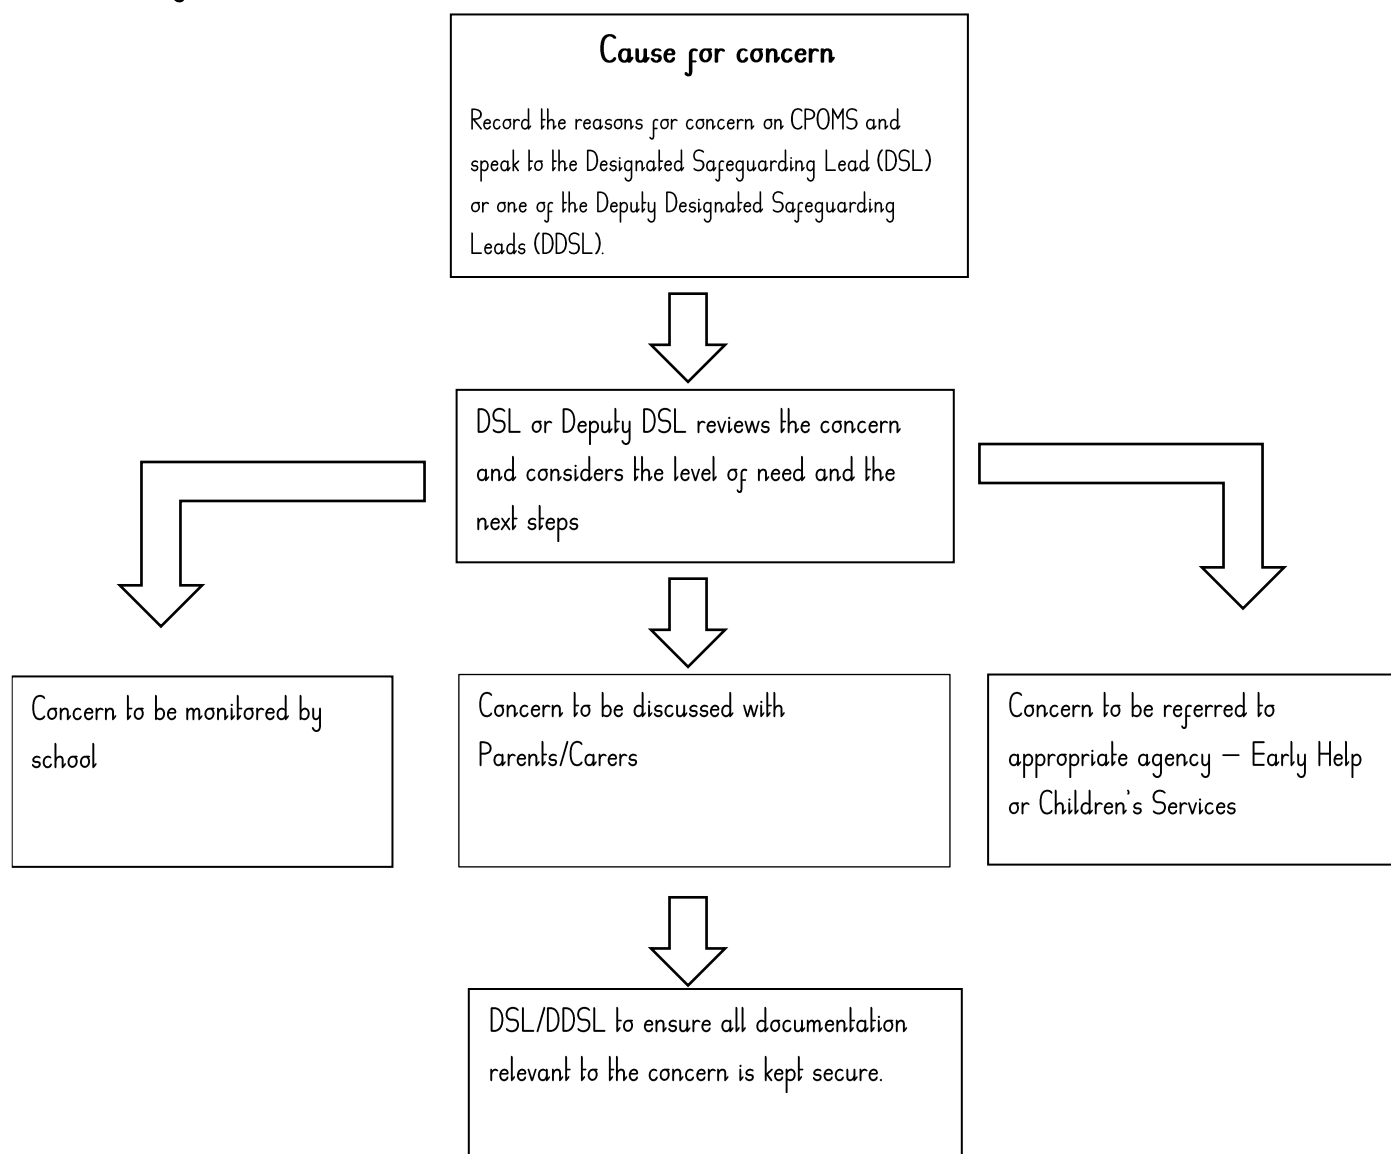 Cause for concern
Record the reasons for concern on CPOMS and
speak to the Designated Safeguarding Lead (DSL)
or one of the Deputy Designated Safeguarding
Leads (DDSL).
DSL or Deputy DSL reviews the concern
and considers the level of need and the
next steps
Concern to be monitored by
school
Concern to be discussed with
Parents/Carers
Concern to be referred to
appropriate agency – Early Help
or Children's Services
DSL/DDSL to ensure all documentation
relevant to the concern is kept secure.